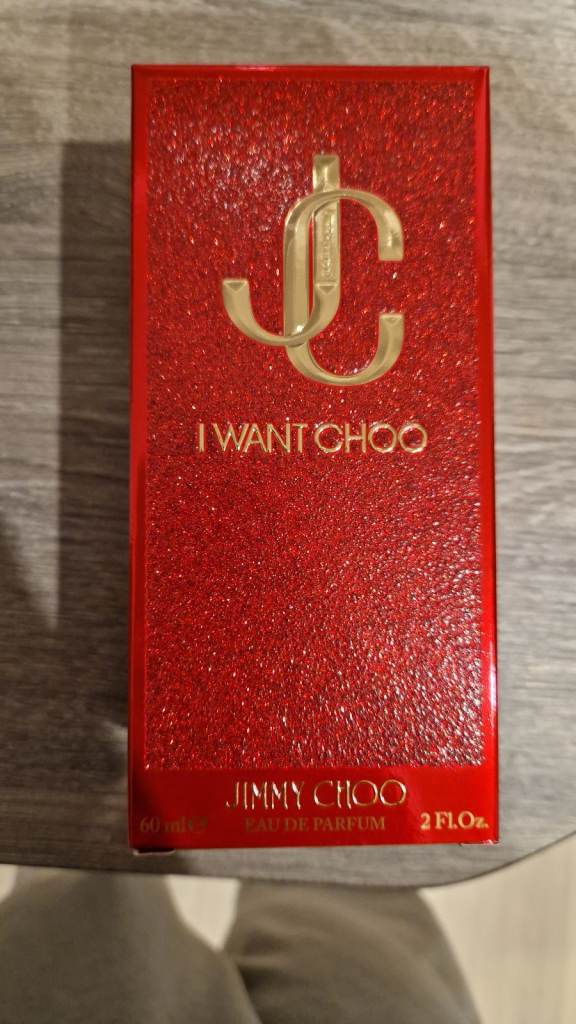 JC
I WANT CHOO
JIMMY CHOO
60 ml ℮ EAU DE PARFUM 2 Fl.Oz.